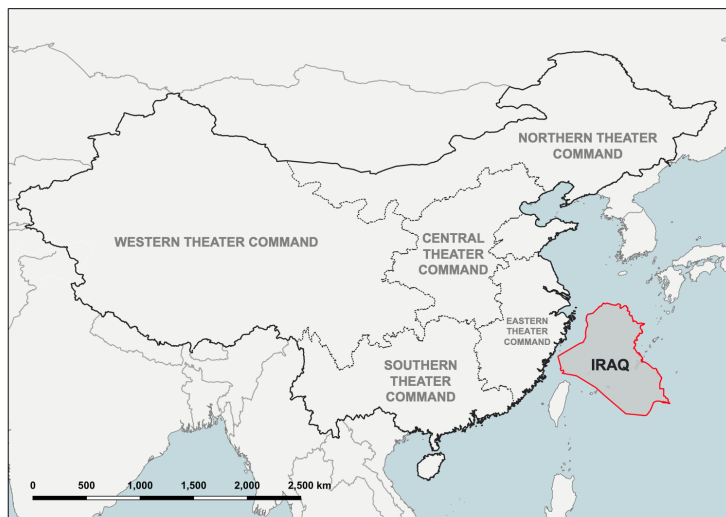 NORTHERN THEATER
COMMAND
WESTERN THEATER COMMAND
CENTRAL
THEATER
COMMAND
EASTERN
THEATER
COMMAND
SOUTHERN
THEATER
COMMAND
IRAQ
0 500 1,000 1,500 2,000 2,500 km